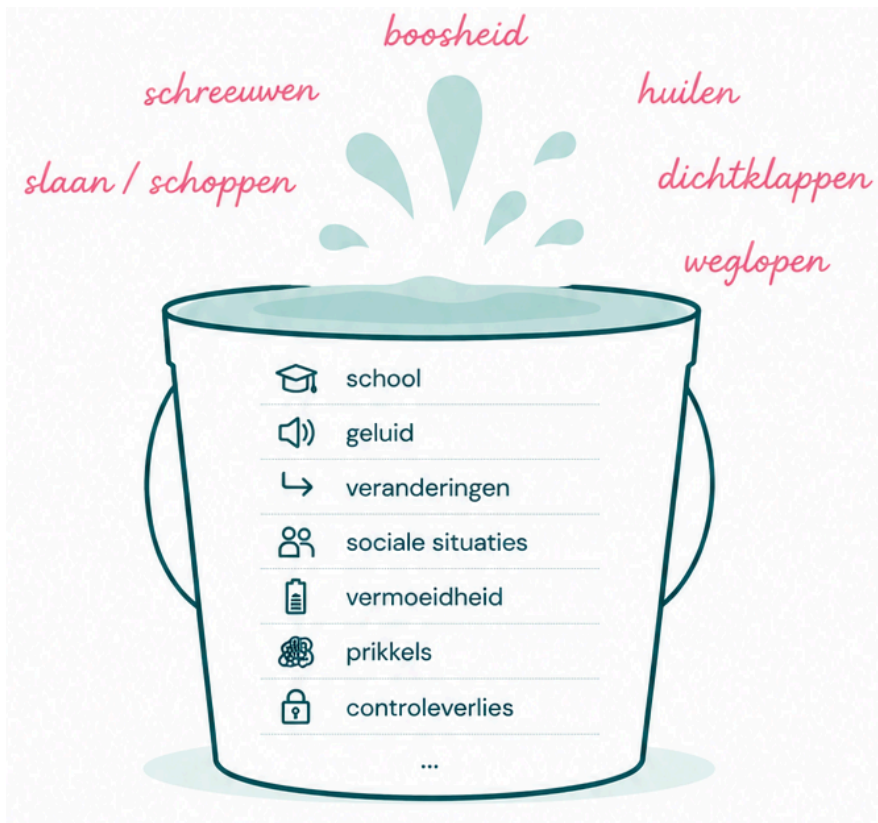 boosheid
schreeuwen
huilen
slaan / schoppen
dichtklappen
weglopen
school
geluid
veranderingen
sociale situaties
vermoeidheid
prikkels
controleverlies
...